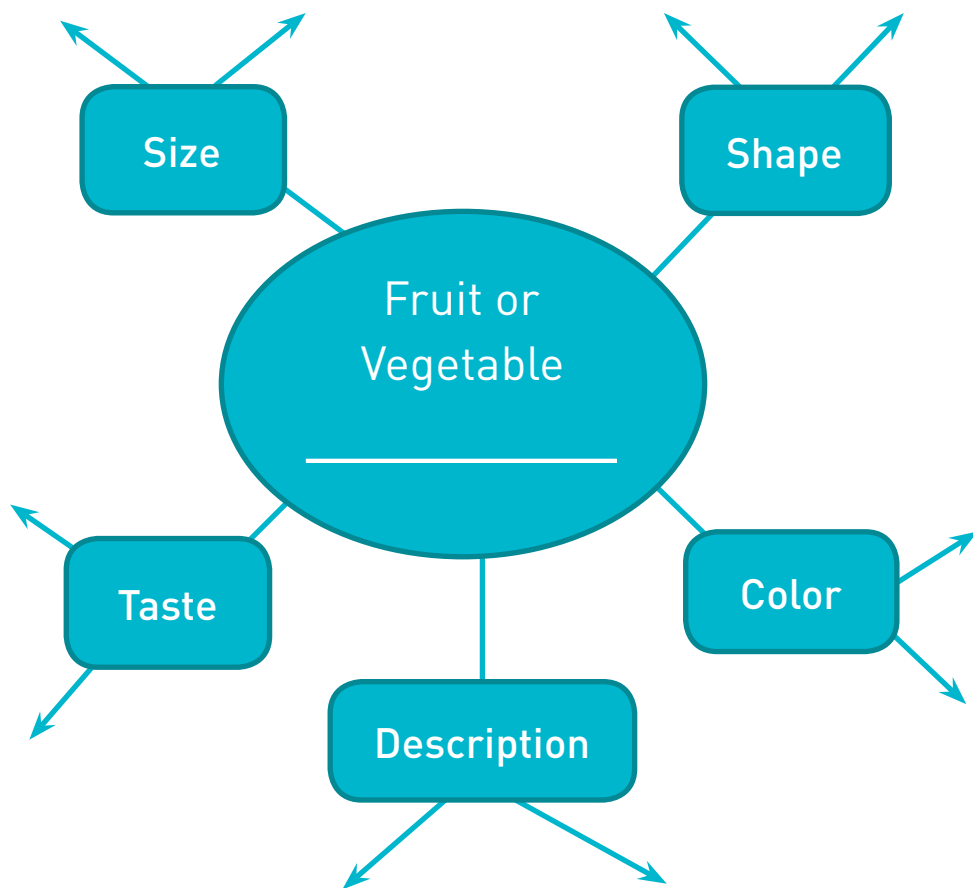 Size
Shape
Fruit or
Vegetable
Taste
Color
Description